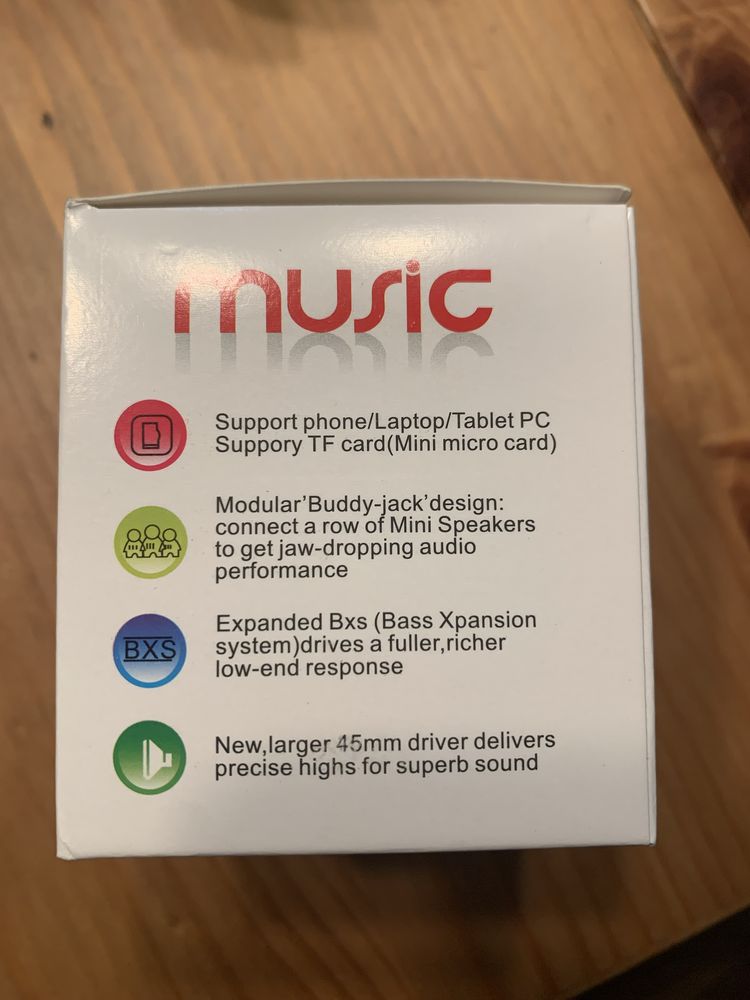 music
Support phone/Laptop/Tablet PC
Suppory TF card(Mini micro card)
Modular'Buddy-jack'design:
connect a row of Mini Speakers
to get jaw-dropping audio
performance
BXS
Expanded Bxs (Bass Xpansion
system)drives a fuller,richer
low-end response
New,larger 45mm driver delivers
precise highs for superb sound